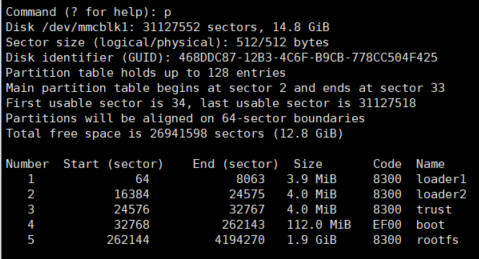 Command (? for help): p
Disk /dev/mmcblk1: 31127552 sectors, 14.8 GiB
Sector size (logical/physical): 512/512 bytes
Disk identifier (GUID): 468DDC87-12B3-4C6F-B9CB-778CC504F425
Partition table holds up to 128 entries
Main partition table begins at sector 2 and ends at sector 33
First usable sector is 34, last usable sector is 31127518
Partitions will be aligned on 64-sector boundaries
Total free space is 26941598 sectors (12.8 GiB)
Number  Start (sector)    End (sector)  Size       Code  Name
1              64            8063   3.9 MiB     8300  loader1
2           16384           24575   4.0 MiB     8300  loader2
3           24576           32767   4.0 MiB     8300  trust
4           32768          262143   112.0 MiB   EF00  boot
5          262144         4194270   1.9 GiB     8300  rootfs